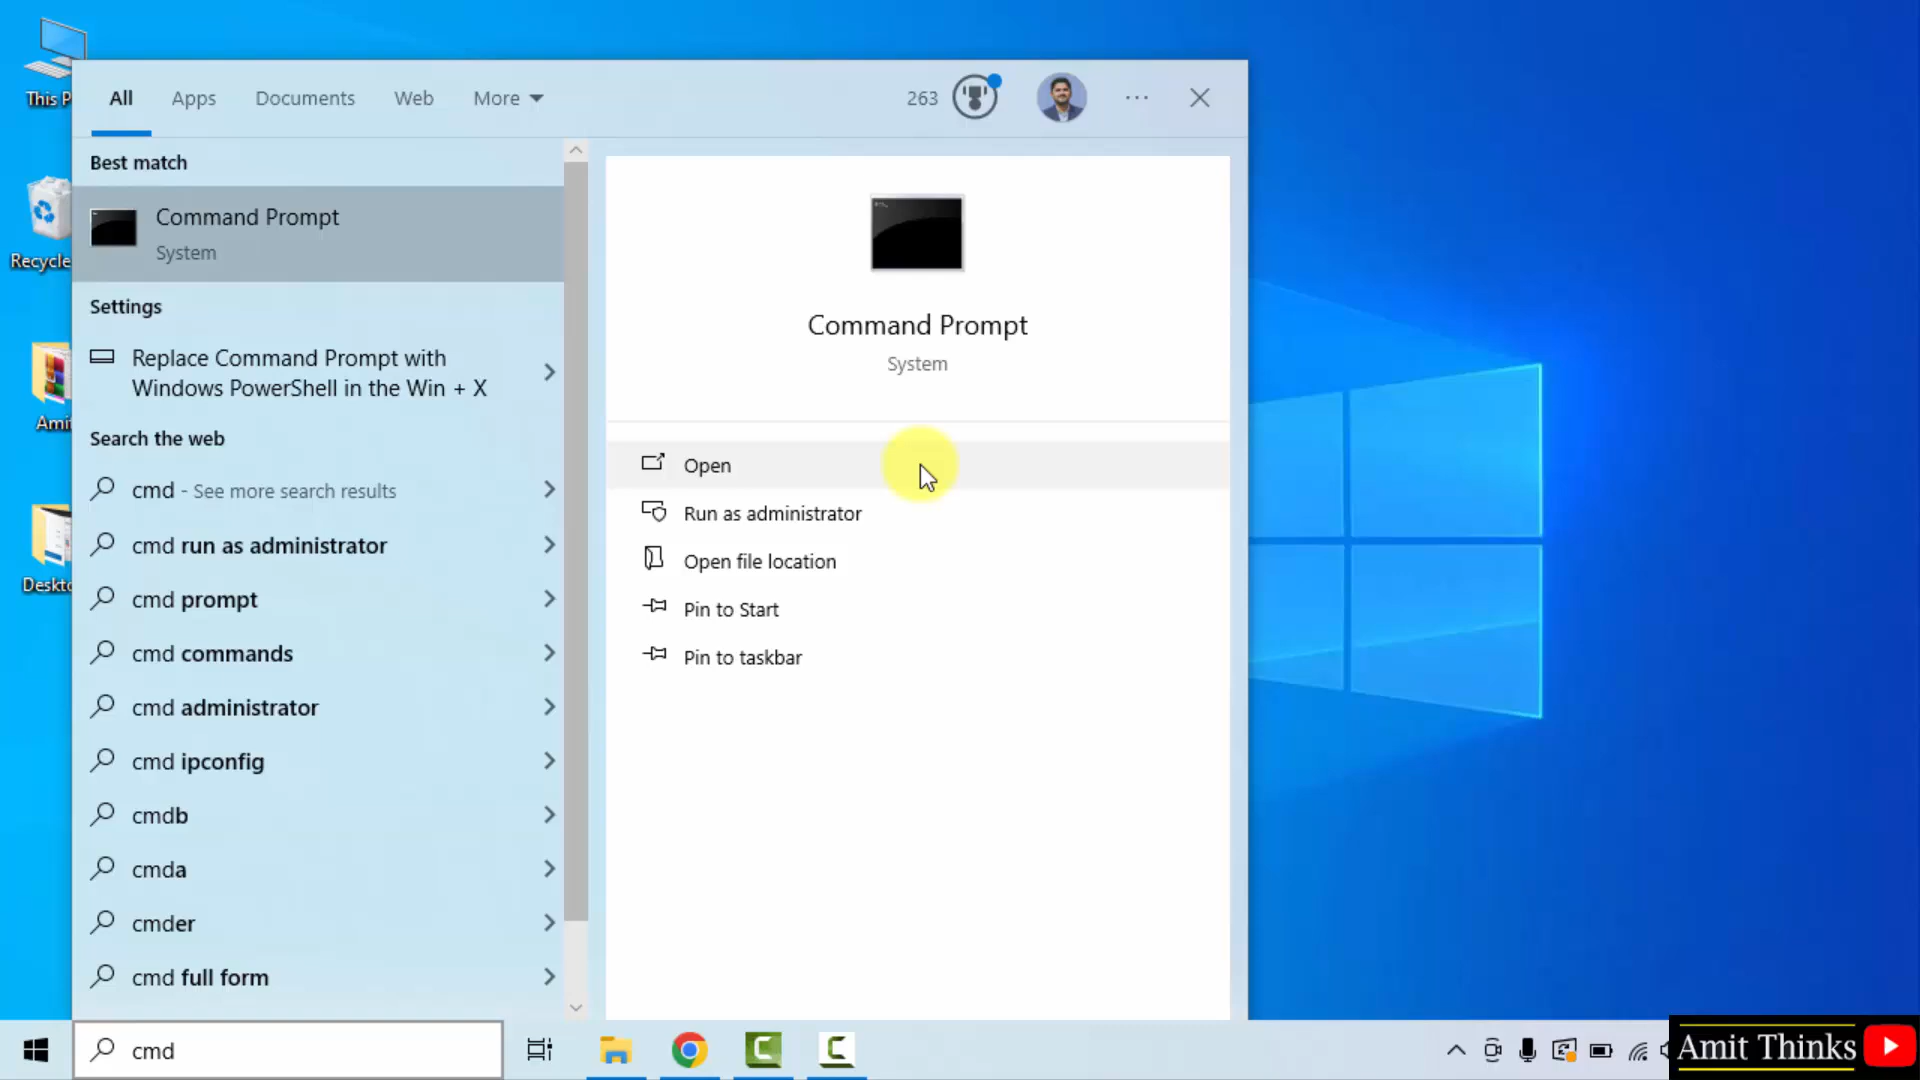 This P
Recycle
Ami
Deskto
All Apps Documents Web More
263
Best match
Command Prompt
System
Settings
Replace Command Prompt with
Windows PowerShell in the Win + X
Search the web
cmd - See more search results
cmd run as administrator
cmd prompt
cmd commands
cmd administrator
cmd ipconfig
cmdb
cmda
cmder
cmd full form
Command Prompt
System
Open
Run as administrator
Open file location
Pin to Start
Pin to taskbar
cmd
Amit Thinks